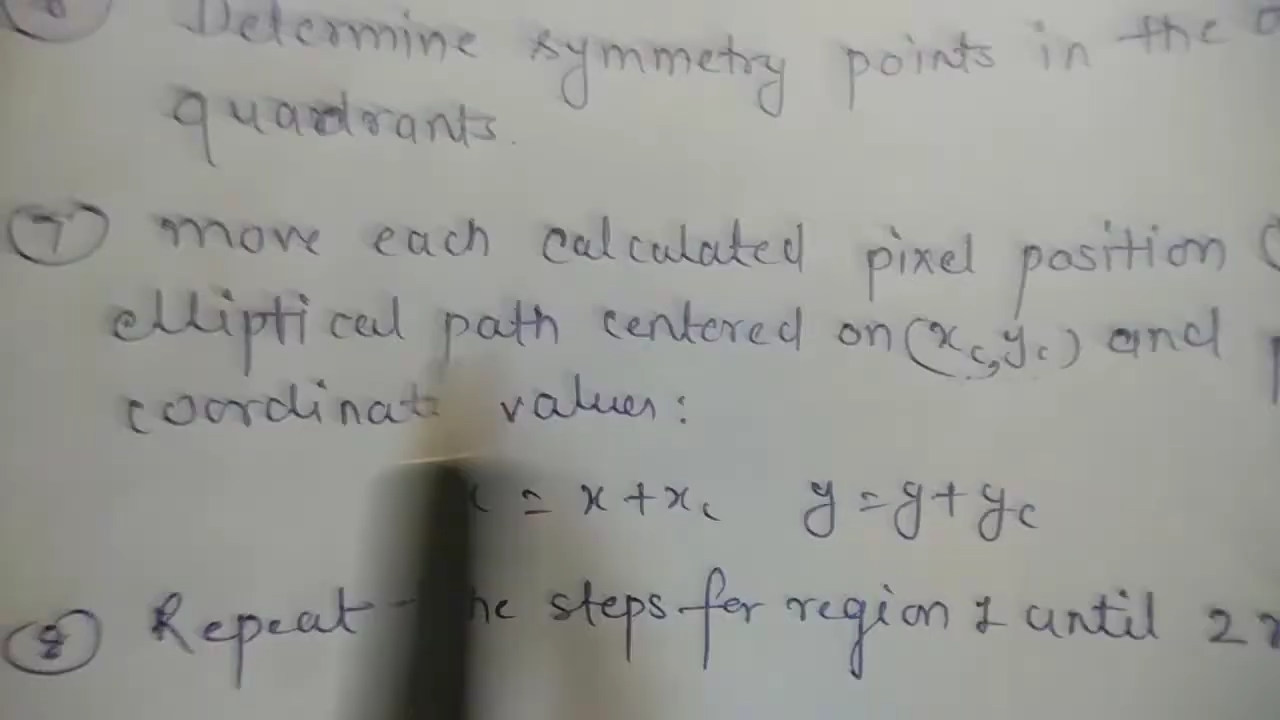 Determine symmetry points in the
quadrants.
7 move each calculated pixel position (
elliptical path centered on (xc, yc) and
coordinate values:
= x + xc y = y + yc
8 Repeat the steps for region 1 until 2